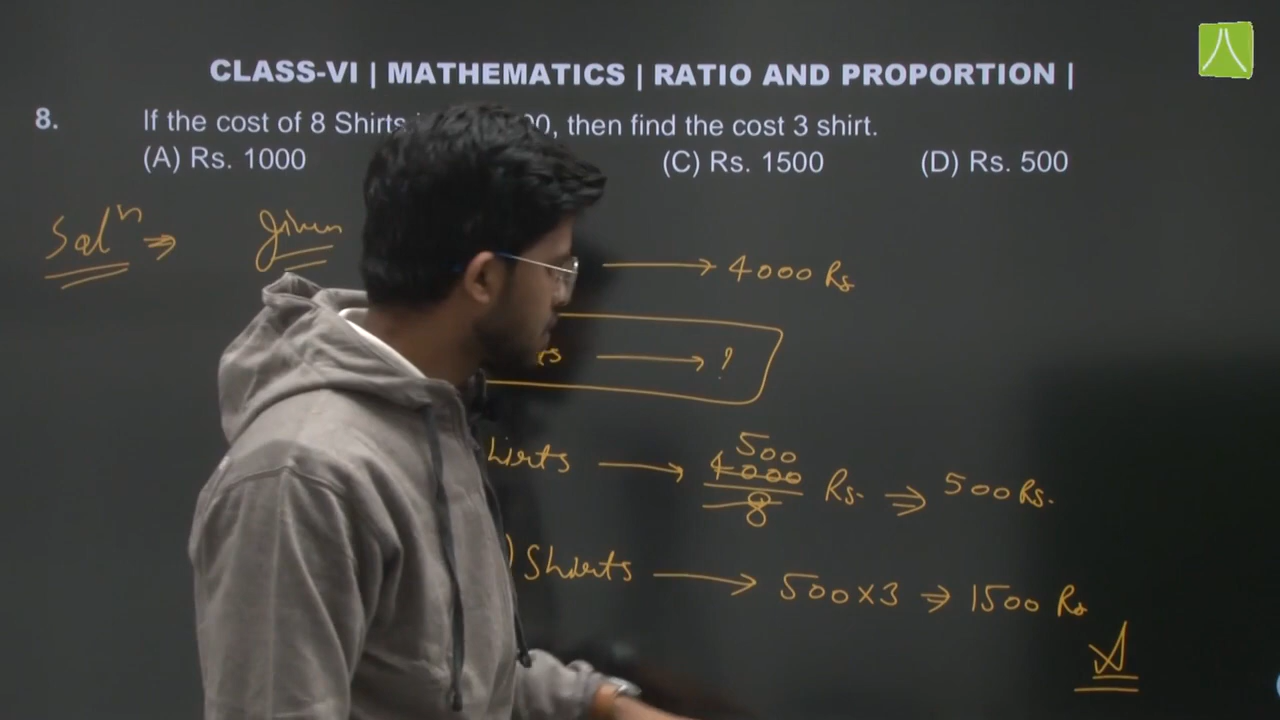 CLASS-VI | MATHEMATICS | RATIO AND PROPORTION |
8. If the cost of 8 Shirts 00, then find the cost 3 shirt.
(A) Rs. 1000 (C) Rs. 1500 (D) Rs. 500
Solⁿ ⇒ Given → 4000 Rs
ts → ?
hirts → 4000/8 500 Rs. ⇒ 500 Rs.
) Shirts → 500×3 ⇒ 1500 Rs